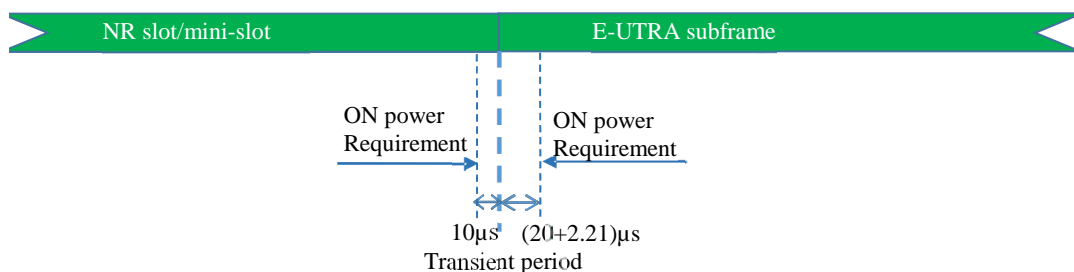 NR slot/mini-slot
E-UTRA subframe
ON power
Requirement
ON power
Requirement
10µs
(20+2.21)µs
Transient period